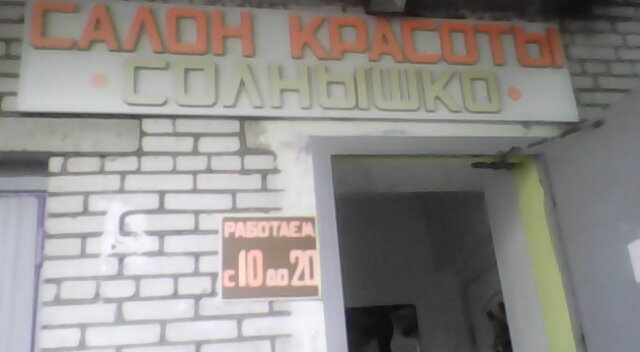 САЛОН КРАСОТЫ
• СОЛНЫШКО •
РАБОТАЕМ
с 10 до 20